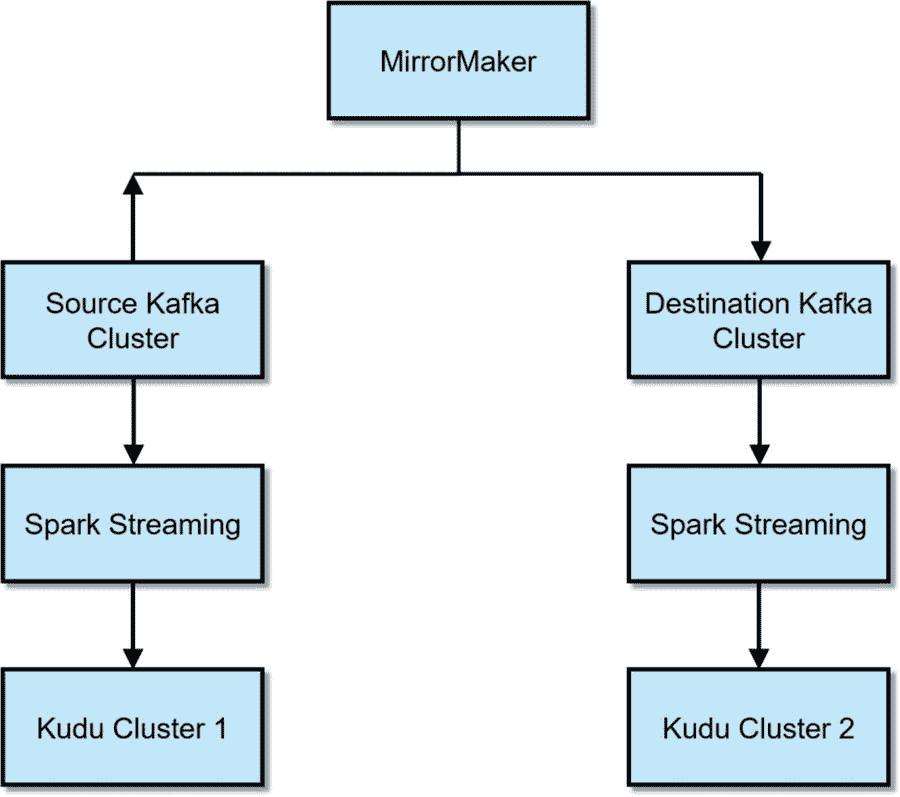 MirrorMaker
Source Kafka
Cluster
Destination Kafka
Cluster
Spark Streaming
Spark Streaming
Kudu Cluster 1
Kudu Cluster 2